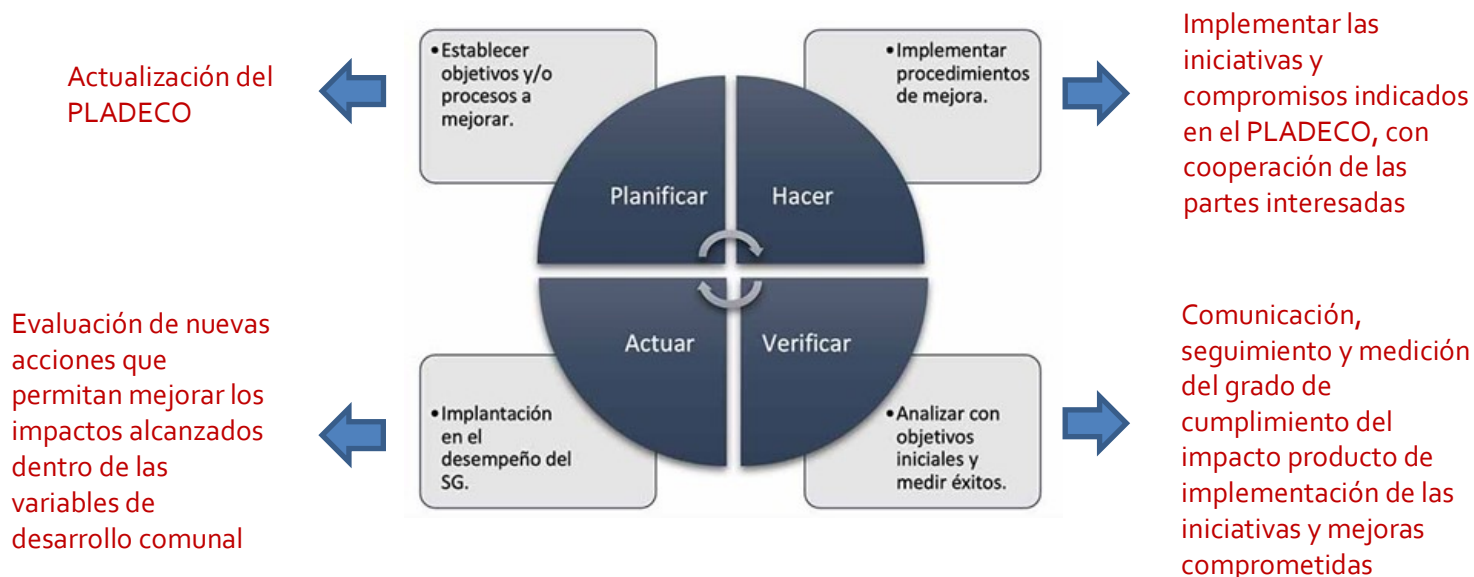 Actualización del
PLADECO
•Establecer
objetivos y/o
procesos a
mejorar.
•Implementar
procedimientos
de mejora.
Implementar las
iniciativas y
compromisos indicados
en el PLADECO, con
cooperación de las
partes interesadas
Planificar
Hacer
Actuar
Verificar
Evaluación de nuevas
acciones que
permitan mejorar los
impactos alcanzados
dentro de las
variables de
desarrollo comunal
•Implantación
en el
desempeño del
SG.
•Analizar con
objetivos
iniciales y
medir éxitos.
Comunicación,
seguimiento y medición
del grado de
cumplimiento del
impacto producto de
implementación de las
iniciativas y mejoras
comprometidas